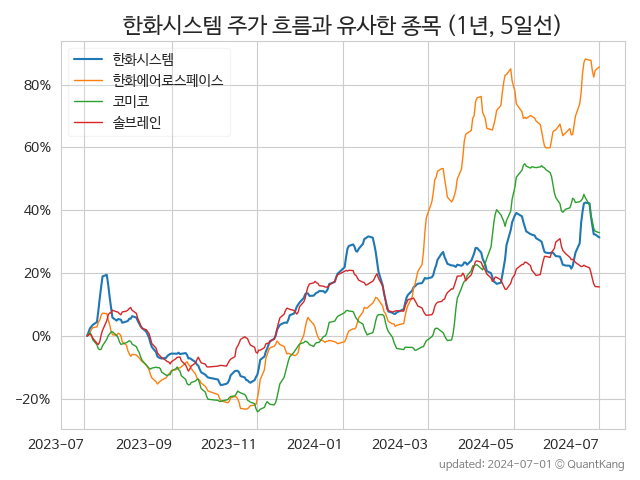 한화시스템 주가 흐름과 유사한 종목 (1년, 5일선)
한화시스템
한화에어로스페이스
코미코
솔브레인
80%
60%
40%
20%
0%
−20%
2023-07 2023-09 2023-11 2024-01 2024-03 2024-05 2024-07
updated: 2024-07-01 © QuantKang